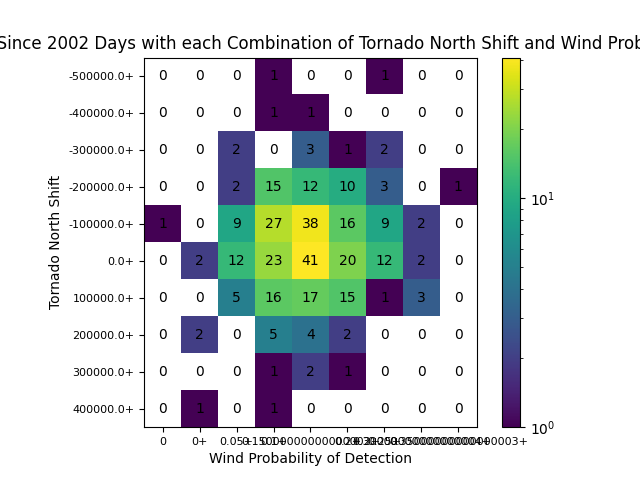 Since 2002 Days with each Combination of Tornado North Shift and Wind Prob
-500000.0+ 0 0 0 1 0 0 1 0 0
-400000.0+ 0 0 0 1 1 0 0 0 0
-300000.0+ 0 0 2 0 3 1 2 0 0
-200000.0+ 0 0 2 15 12 10 3 0 1
-100000.0+ 1 0 9 27 38 16 9 2 0
0.0+ 0 2 12 23 41 20 12 2 0
100000.0+ 0 0 5 16 17 15 1 3 0
200000.0+ 0 2 0 5 4 2 0 0 0
300000.0+ 0 0 0 1 2 1 0 0 0
400000.0+ 0 1 0 1 0 0 0 0 0
0 0+ 0.05+
Wind Probability of Detection
Tornado North Shift
10¹
10⁰